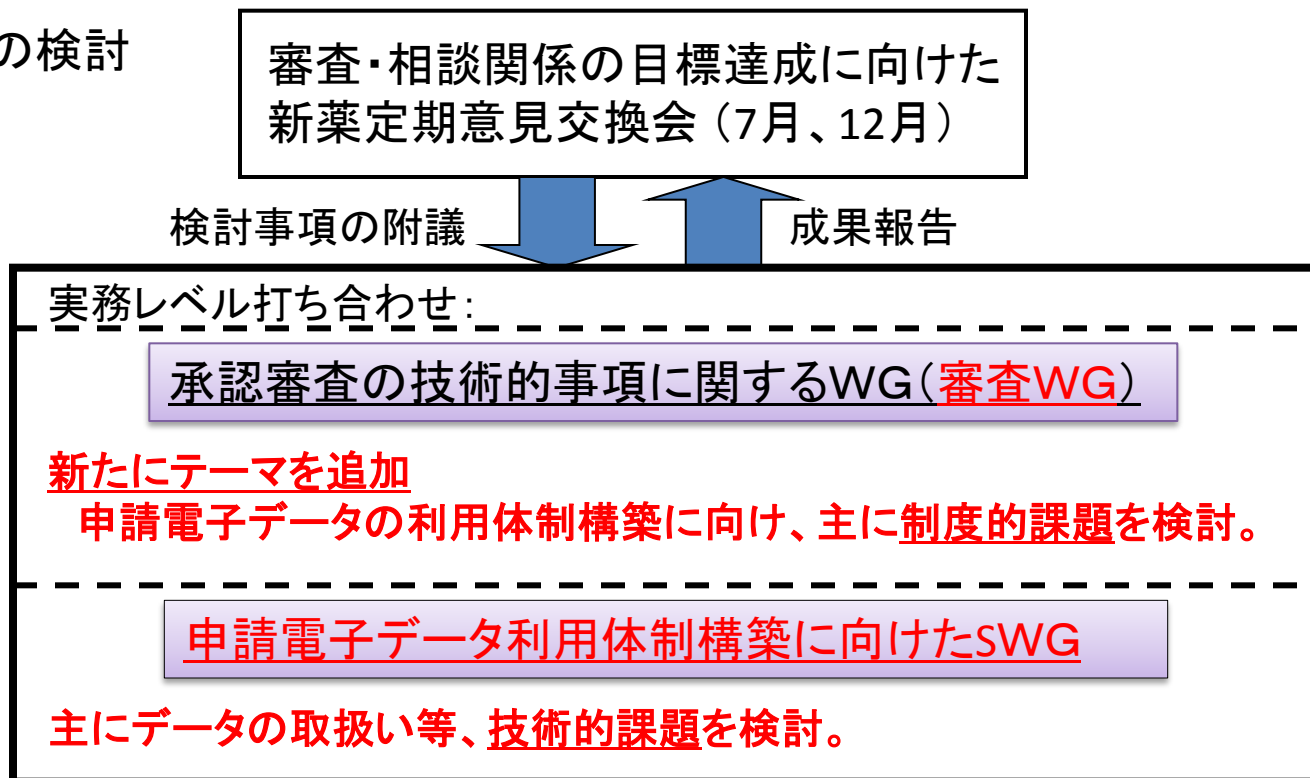 の検討
審査・相談関係の目標達成に向けた
新薬定期意見交換会（7月、12月）
検討事項の附議
成果報告
実務レベル打ち合わせ：
承認審査の技術的事項に関するWG（審査WG）
新たにテーマを追加
申請電子データの利用体制構築に向け、主に制度的課題を検討。
申請電子データ利用体制構築に向けたSWG
主にデータの取扱い等、技術的課題を検討。